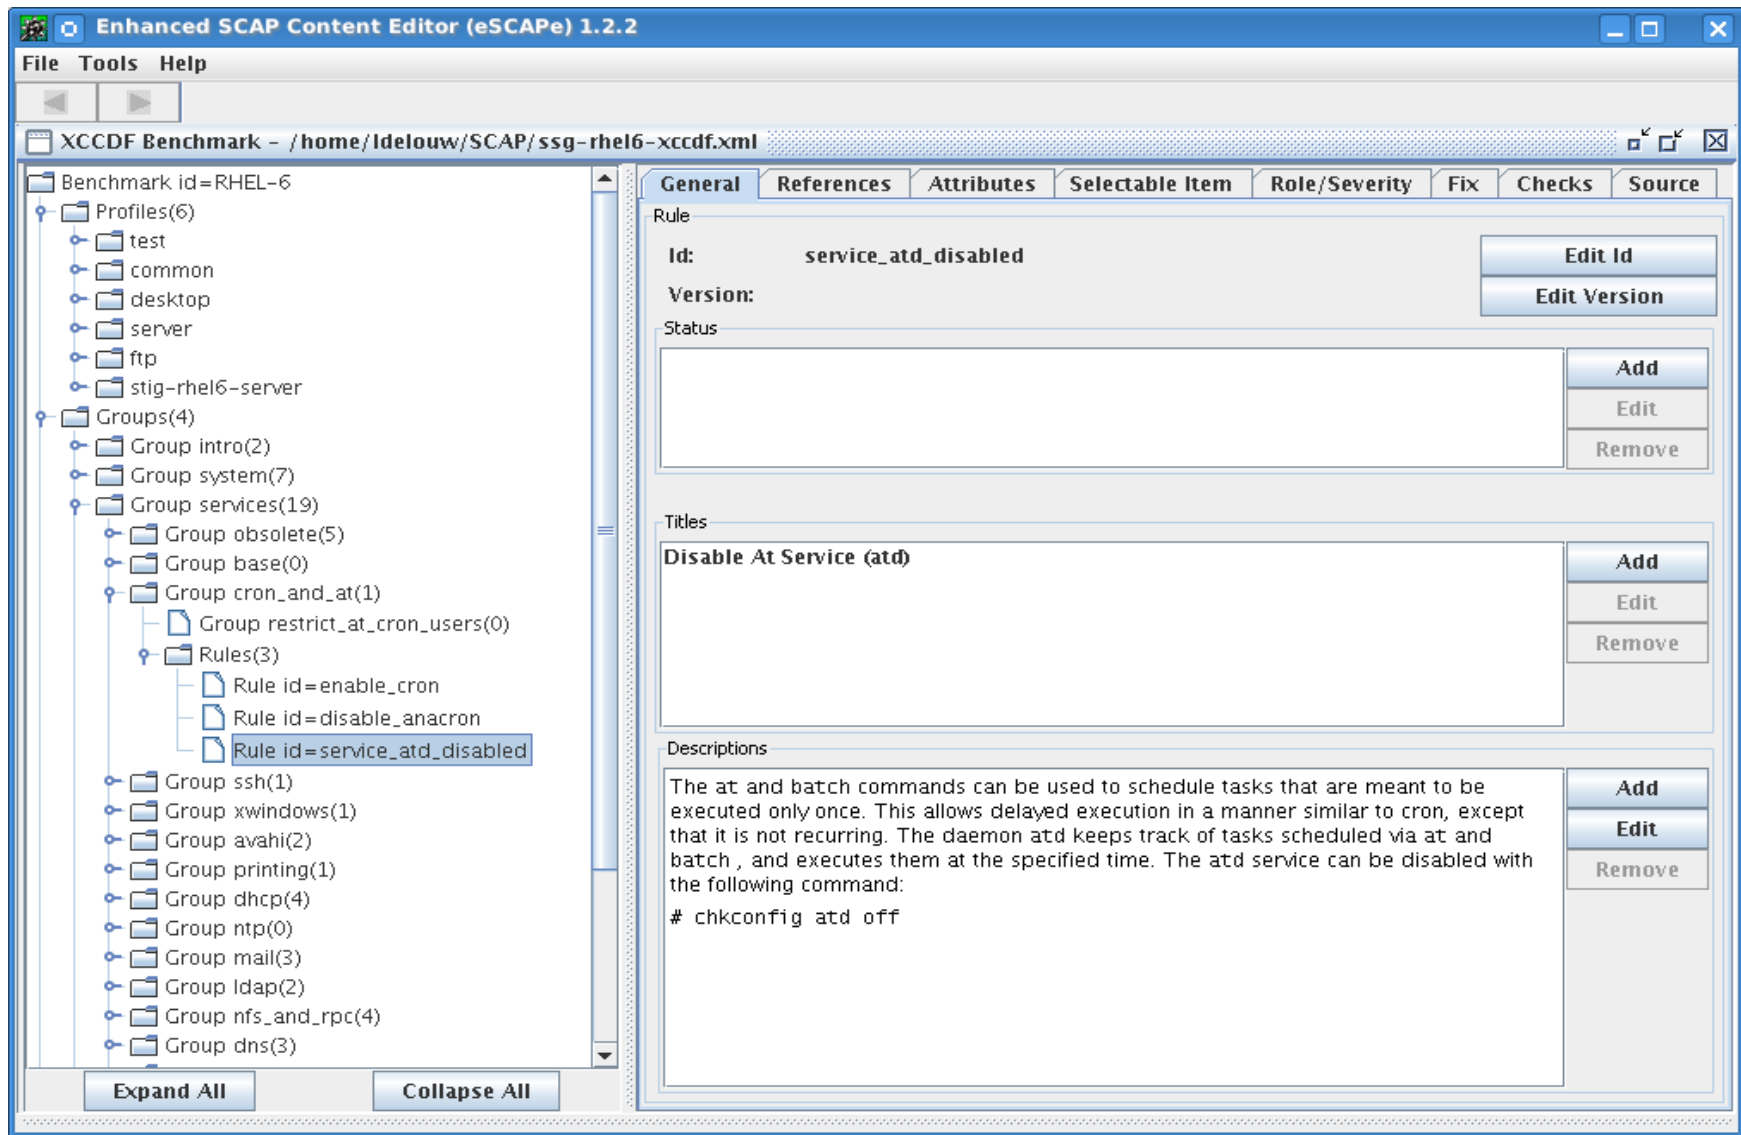 Enhanced SCAP Content Editor (eSCAPe) 1.2.2
File Tools Help
XCCDF Benchmark - /home/ldelouw/SCAP/ssg-rhel6-xccdf.xml
Benchmark id=RHEL-6
Profiles(6)
test
common
desktop
server
ftp
stig-rhel6-server
Groups(4)
Group intro(2)
Group system(7)
Group services(19)
Group obsolete(5)
Group base(0)
Group cron_and_at(1)
Group restrict_at_cron_users(0)
Rules(3)
Rule id=enable_cron
Rule id=disable_anacron
Rule id=service_atd_disabled
Group ssh(1)
Group xwindows(1)
Group avahi(2)
Group printing(1)
Group dhcp(4)
Group ntp(0)
Group mail(3)
Group ldap(2)
Group nfs_and_rpc(4)
Group dns(3)
Expand All Collapse All
General References Attributes Selectable Item Role/Severity Fix Checks Source
Rule
Id: service_atd_disabled Edit Id
Version: Edit Version
Status
Add
Edit
Remove
Titles
Disable At Service (atd)
Add
Edit
Remove
Descriptions
The at and batch commands can be used to schedule tasks that are meant to be
executed only once. This allows delayed execution in a manner similar to cron, except
that it is not recurring. The daemon atd keeps track of tasks scheduled via at and
batch , and executes them at the specified time. The atd service can be disabled with
the following command:
# chkconfig atd off
Add
Edit
Remove